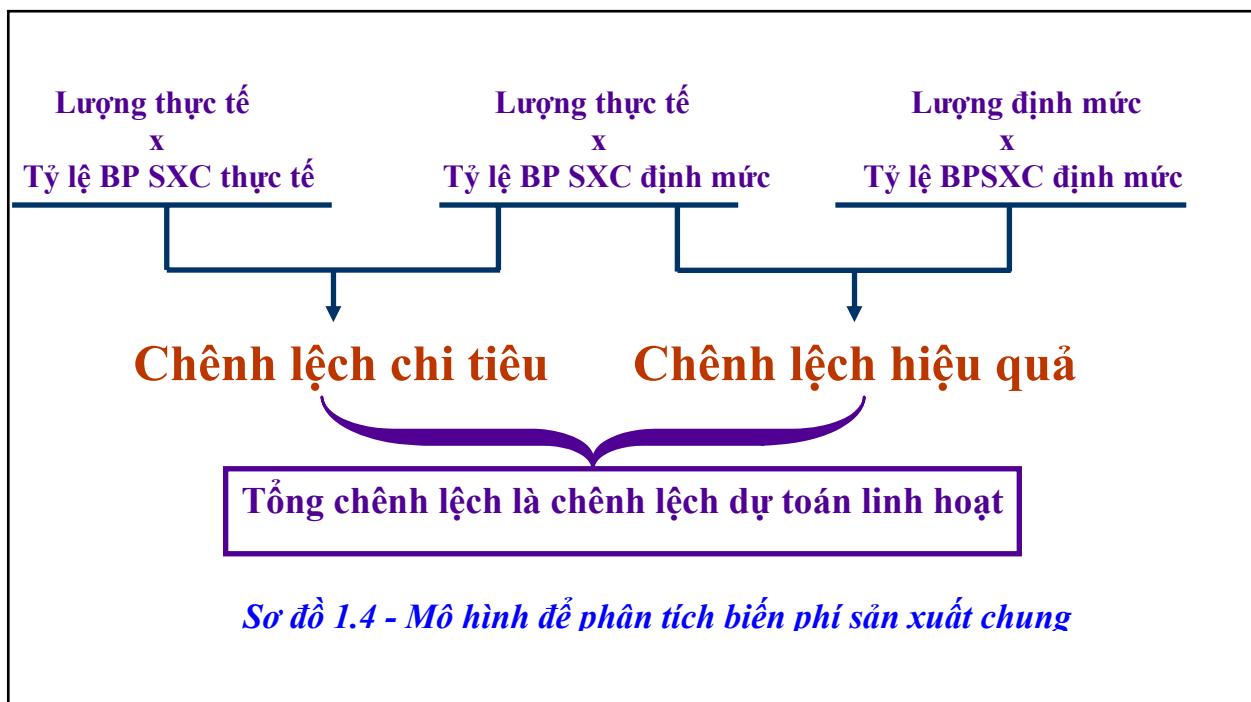 Lượng thực tế
x
Tỷ lệ BP SXC thực tế
Lượng thực tế
x
Tỷ lệ BP SXC định mức
Lượng định mức
x
Tỷ lệ BPSXC định mức
Chênh lệch chi tiêu
Chênh lệch hiệu quả
Tổng chênh lệch là chênh lệch dự toán linh hoạt
Sơ đồ 1.4 - Mô hình để phân tích biến phí sản xuất chung